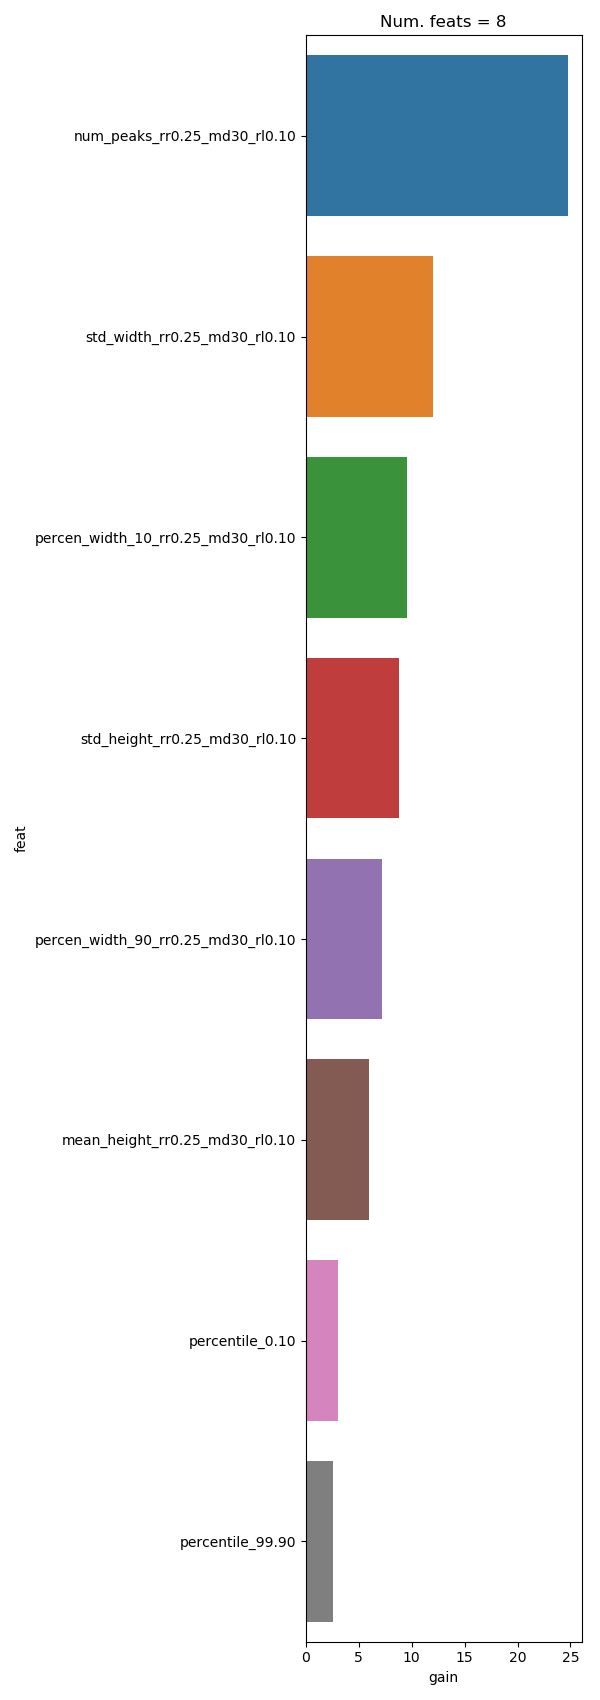 Num. feats = 8
num_peaks_rr0.25_md30_rl0.10
std_width_rr0.25_md30_rl0.10
percen_width_10_rr0.25_md30_rl0.10
std_height_rr0.25_md30_rl0.10
feat
percen_width_90_rr0.25_md30_rl0.10
mean_height_rr0.25_md30_rl0.10
percentile_0.10
percentile_99.90
0 5 10 15 20 25
gain